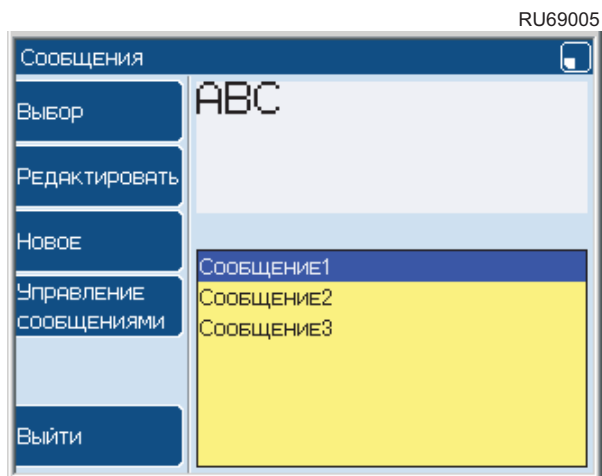 RU69005
Сообщения
Выбор
Редактировать
Новое
Управление
сообщениями
Выйти
ABC
Сообщение1
Сообщение2
Сообщение3